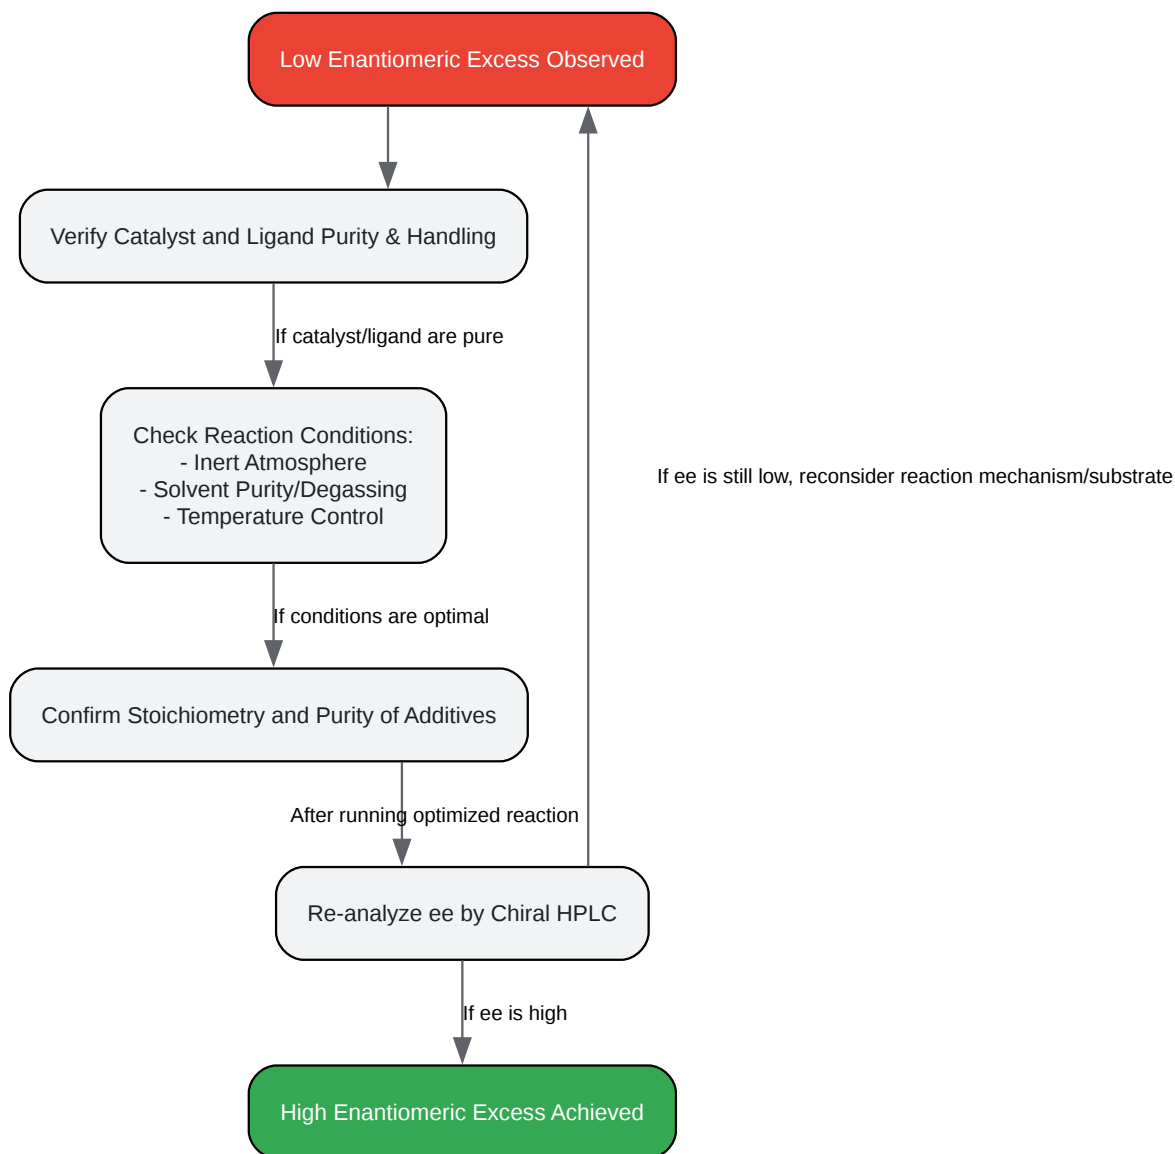 Low Enantiomeric Excess Observed
Verify Catalyst and Ligand Purity & Handling
If catalyst/ligand are pure
Check Reaction Conditions:
- Inert Atmosphere
- Solvent Purity/Degassing
- Temperature Control
If ee is still low, reconsider reaction mechanism/substrate
If conditions are optimal
Confirm Stoichiometry and Purity of Additives
After running optimized reaction
Re-analyze ee by Chiral HPLC
If ee is high
High Enantiomeric Excess Achieved